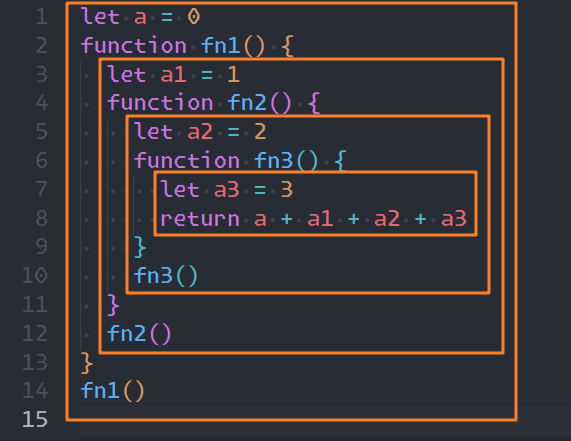 1 let a = 0
2 function fn1() {
3 let a1 = 1
4 function fn2() {
5 let a2 = 2
6 function fn3() {
7 let a3 = 3
8 return a + a1 + a2 + a3
9 }
10 fn3()
11 }
12 fn2()
13 }
14 fn1()
15